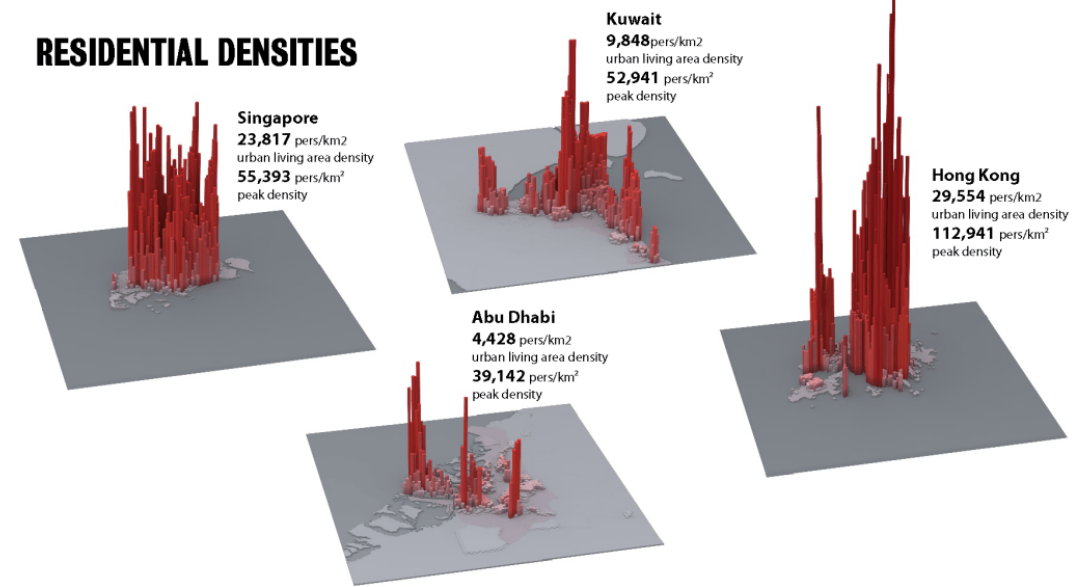 RESIDENTIAL DENSITIES
Singapore
23,817 pers/km2
urban living area density
55,393 pers/km²
peak density
Kuwait
9,848pers/km2
urban living area density
52,941 pers/km²
peak density
Hong Kong
29,554 pers/km2
urban living area density
112,941 pers/km²
peak density
Abu Dhabi
4,428 pers/km2
urban living area density
39,142 pers/km²
peak density